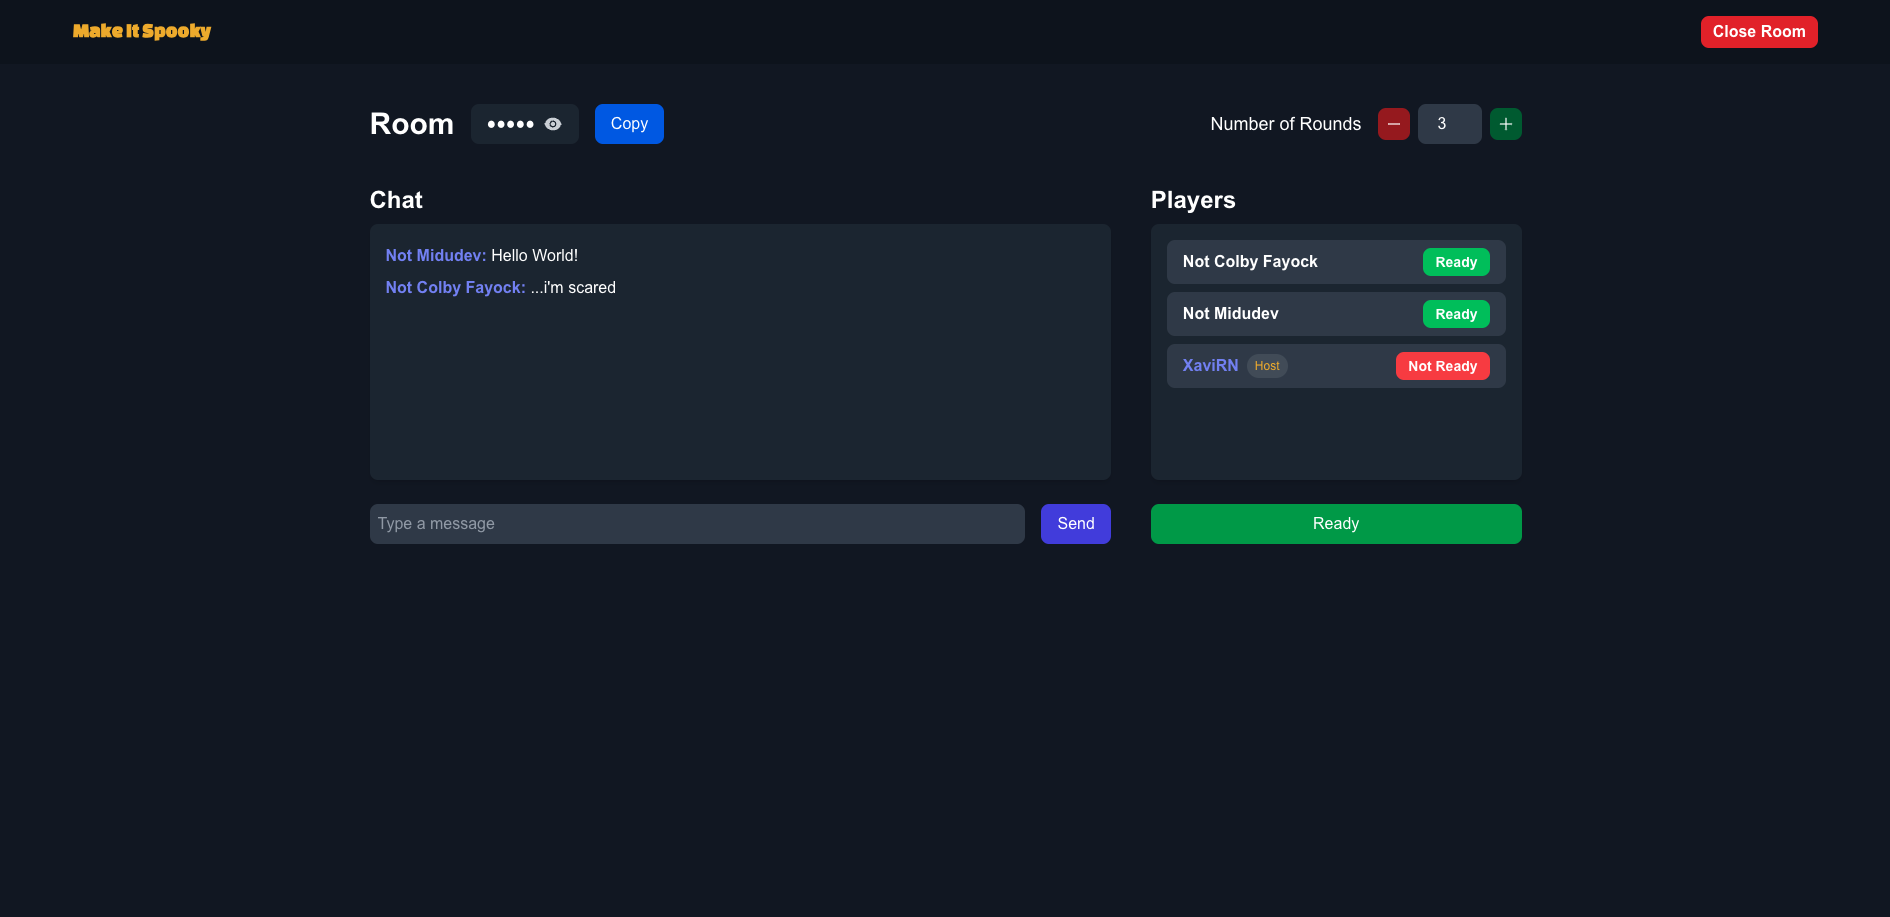 Make It Spooky
Close Room
Room ••••• Copy
Number of Rounds 3
Chat
Not Midudev: Hello World!
Not Colby Fayock: ...i'm scared
Type a message
Send
Players
Not Colby Fayock Ready
Not Midudev Ready
XaviRN Host Not Ready
Ready